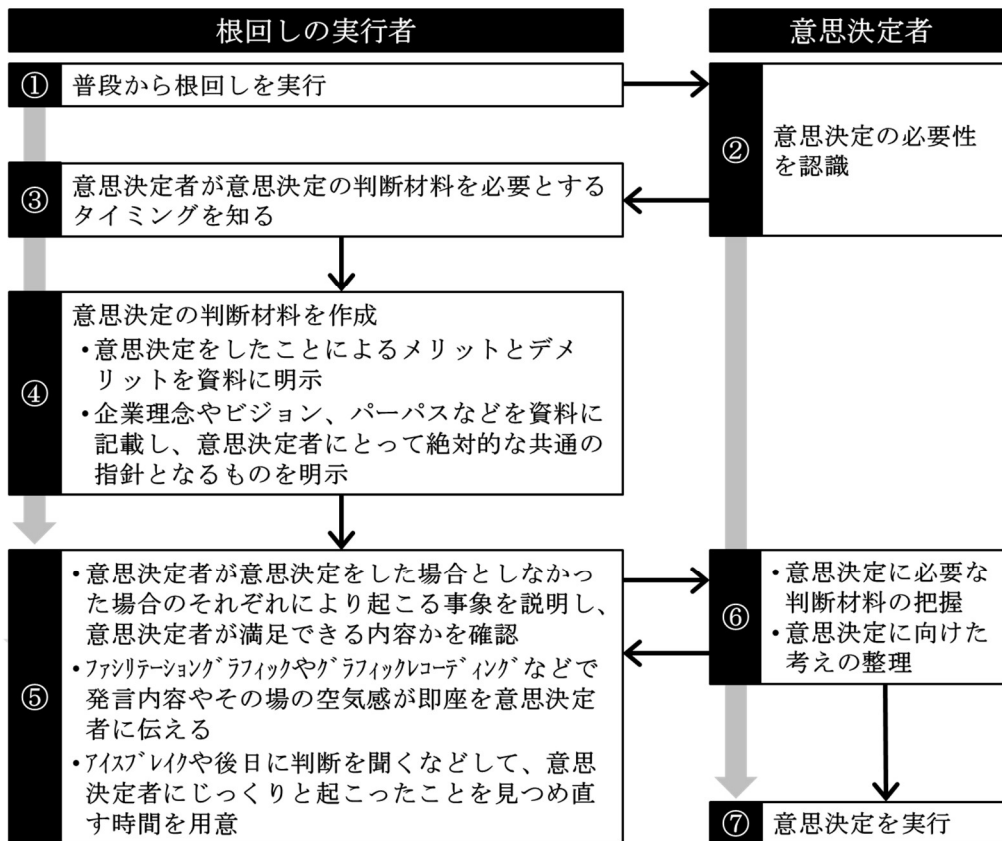 根回しの実行者
意思決定者
① 普段から根回しを実行
② 意思決定の必要性
を認識
③ 意思決定者が意思決定の判断材料を必要とする
タイミングを知る
④ 意思決定の判断材料を作成
・意思決定をしたことによるメリットとデメ
リットを資料に明示
・企業理念やビジョン、パーパスなどを資料に
記載し、意思決定者にとって絶対的な共通の
指針となるものを明示
⑤ ・意思決定者が意思決定をした場合としなかっ
た場合のそれぞれにより起こる事象を説明し、
意思決定者が満足できる内容かを確認
・ファシリテーショングラフィックやグラフィックレコーディングなどで
発言内容やその場の空気感が即座を意思決定
者に伝える
・アイスブレイクや後日に判断を聞くなどして、意思
決定者にじっくりと起こったことを見つめ直
す時間を用意
⑥ ・意思決定に必要な
判断材料の把握
・意思決定に向けた
考えの整理
⑦ 意思決定を実行